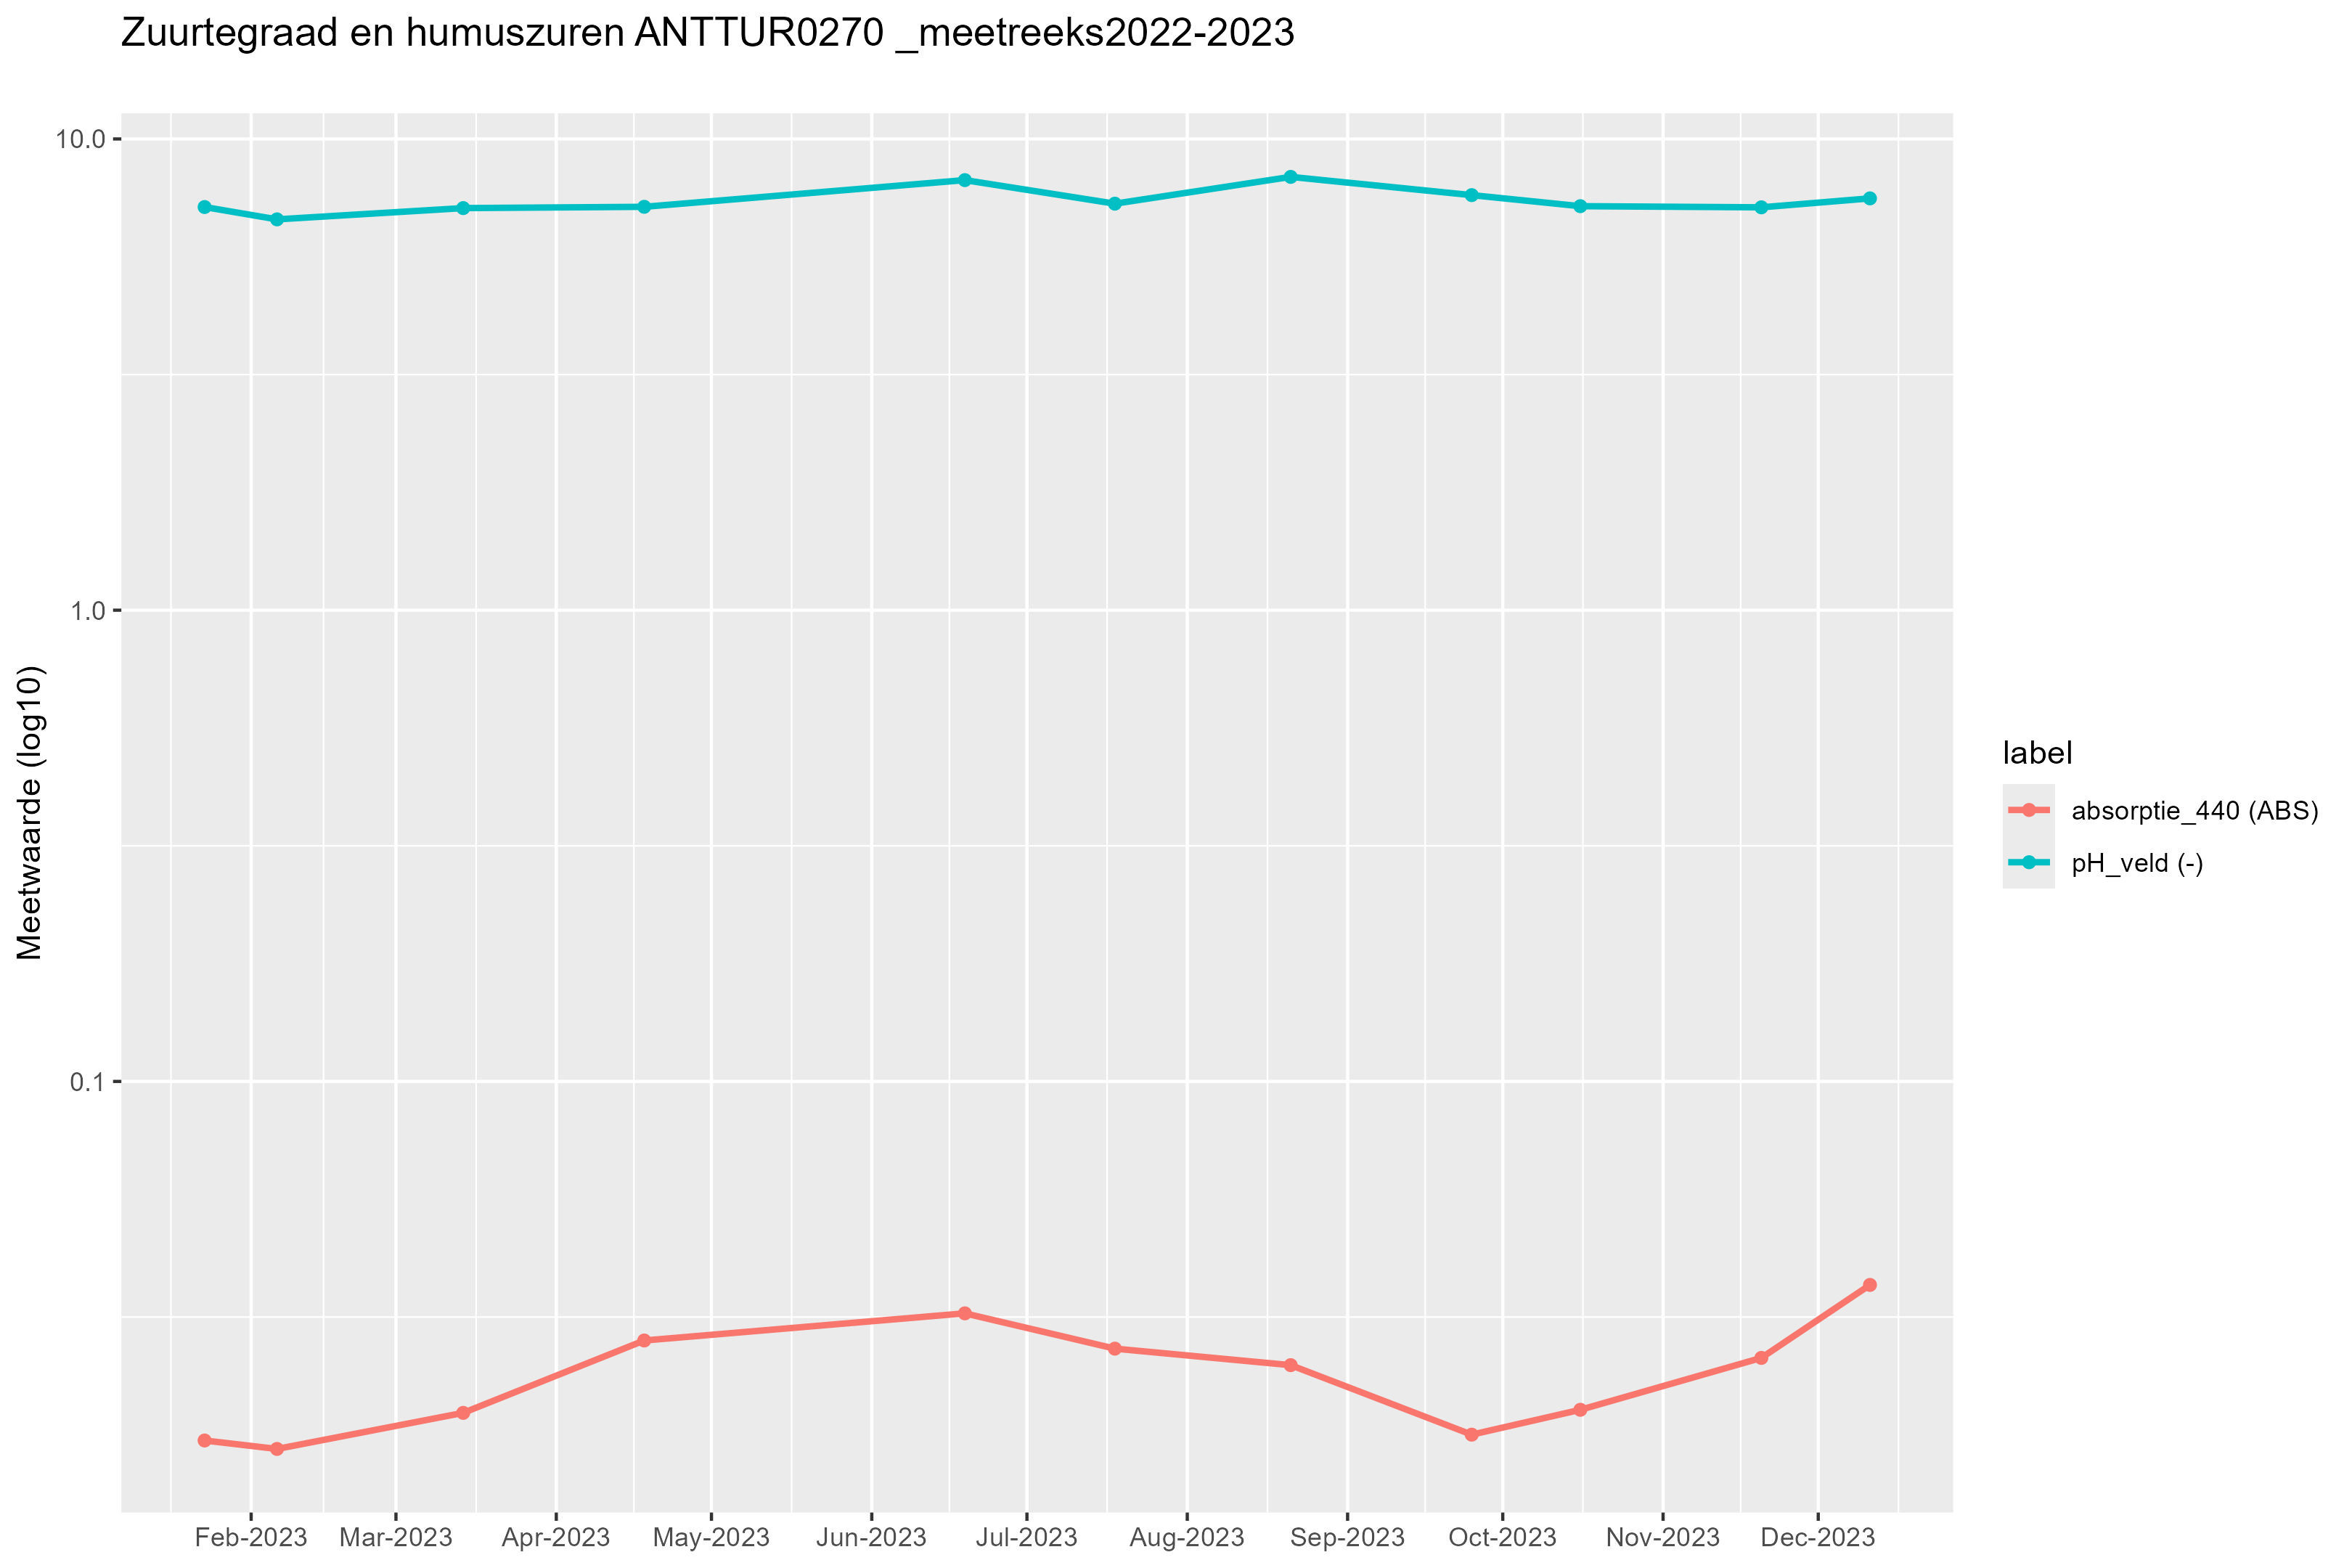 Zuurtegraad en humuszuren ANTTUR0270 _meetreeks2022-2023
10.0
1.0
0.1
Meetwaarde (log10)
Feb-2023 Mar-2023 Apr-2023 May-2023 Jun-2023 Jul-2023 Aug-2023 Sep-2023 Oct-2023 Nov-2023 Dec-2023
label
absorptie_440 (ABS)
pH_veld (-)